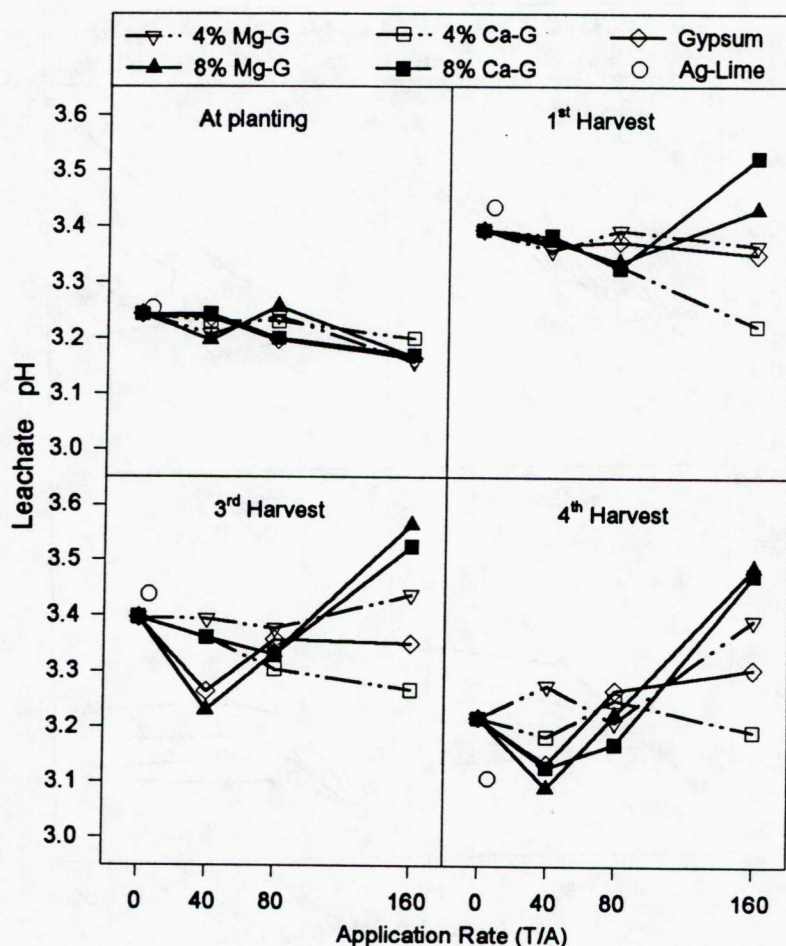 4% Mg-G 4% Ca-G Gypsum
8% Mg-G 8% Ca-G Ag-Lime
At planting
1st Harvest
3.6
3.5
3.4
3.3
3.2
3.1
3.0
Leachate pH
3rd Harvest
4th Harvest
3.6
3.5
3.4
3.3
3.2
3.1
3.0
0 40 80 160 0 40 80 160
Application Rate (T/A)